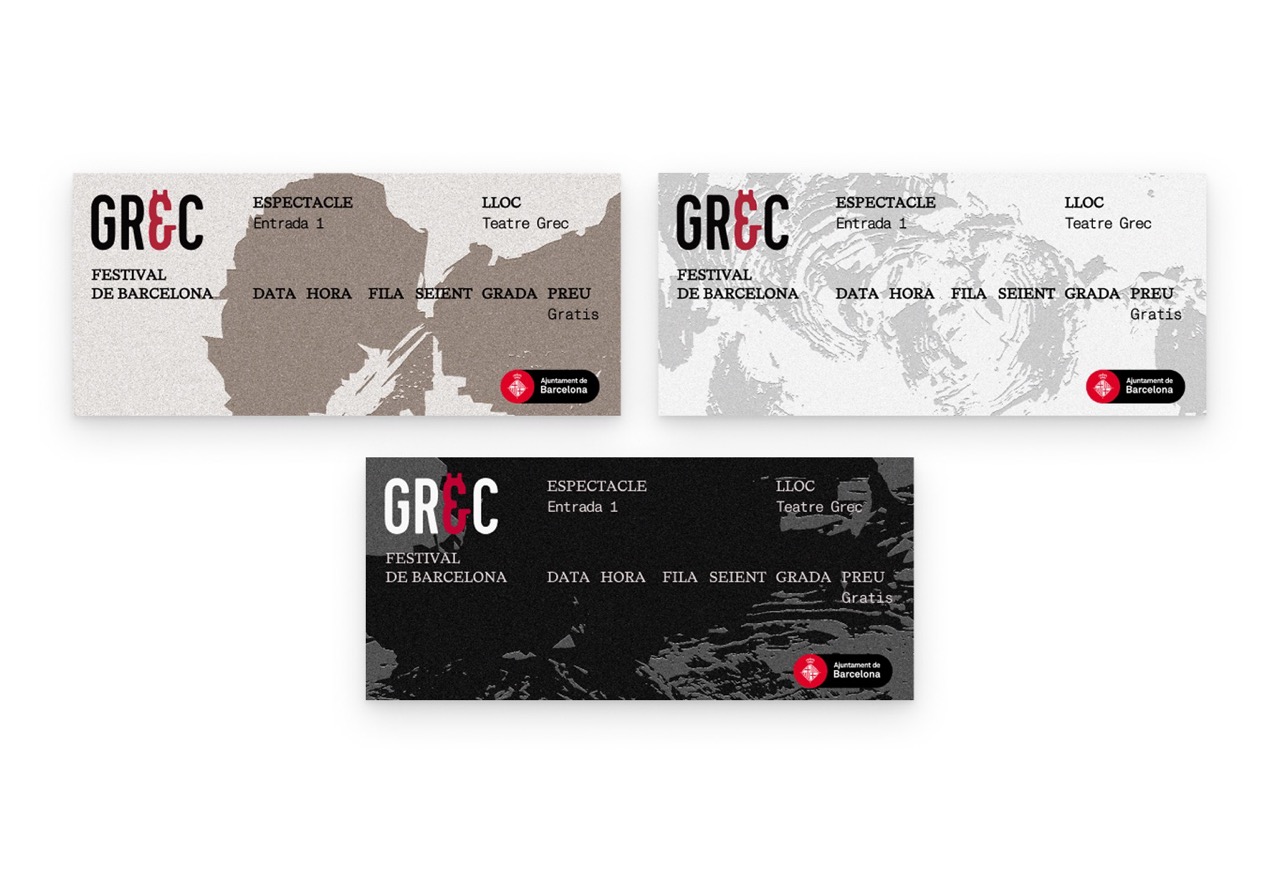 GR&C
ESPECTACLE
Entrada 1
LLOC
Teatre Grec
FESTIVAL
DE BARCELONA
DATA HORA FILA SEIENT GRADA PREU
Gratis
Ajuntament de
Barcelona
GR&C
ESPECTACLE
Entrada 1
LLOC
Teatre Grec
FESTIVAL
DE BARCELONA
DATA HORA FILA SEIENT GRADA PREU
Gratis
Ajuntament de
Barcelona
GR&C
ESPECTACLE
Entrada 1
LLOC
Teatre Grec
FESTIVAL
DE BARCELONA
DATA HORA FILA SEIENT GRADA PREU
Gratis
Ajuntament de
Barcelona